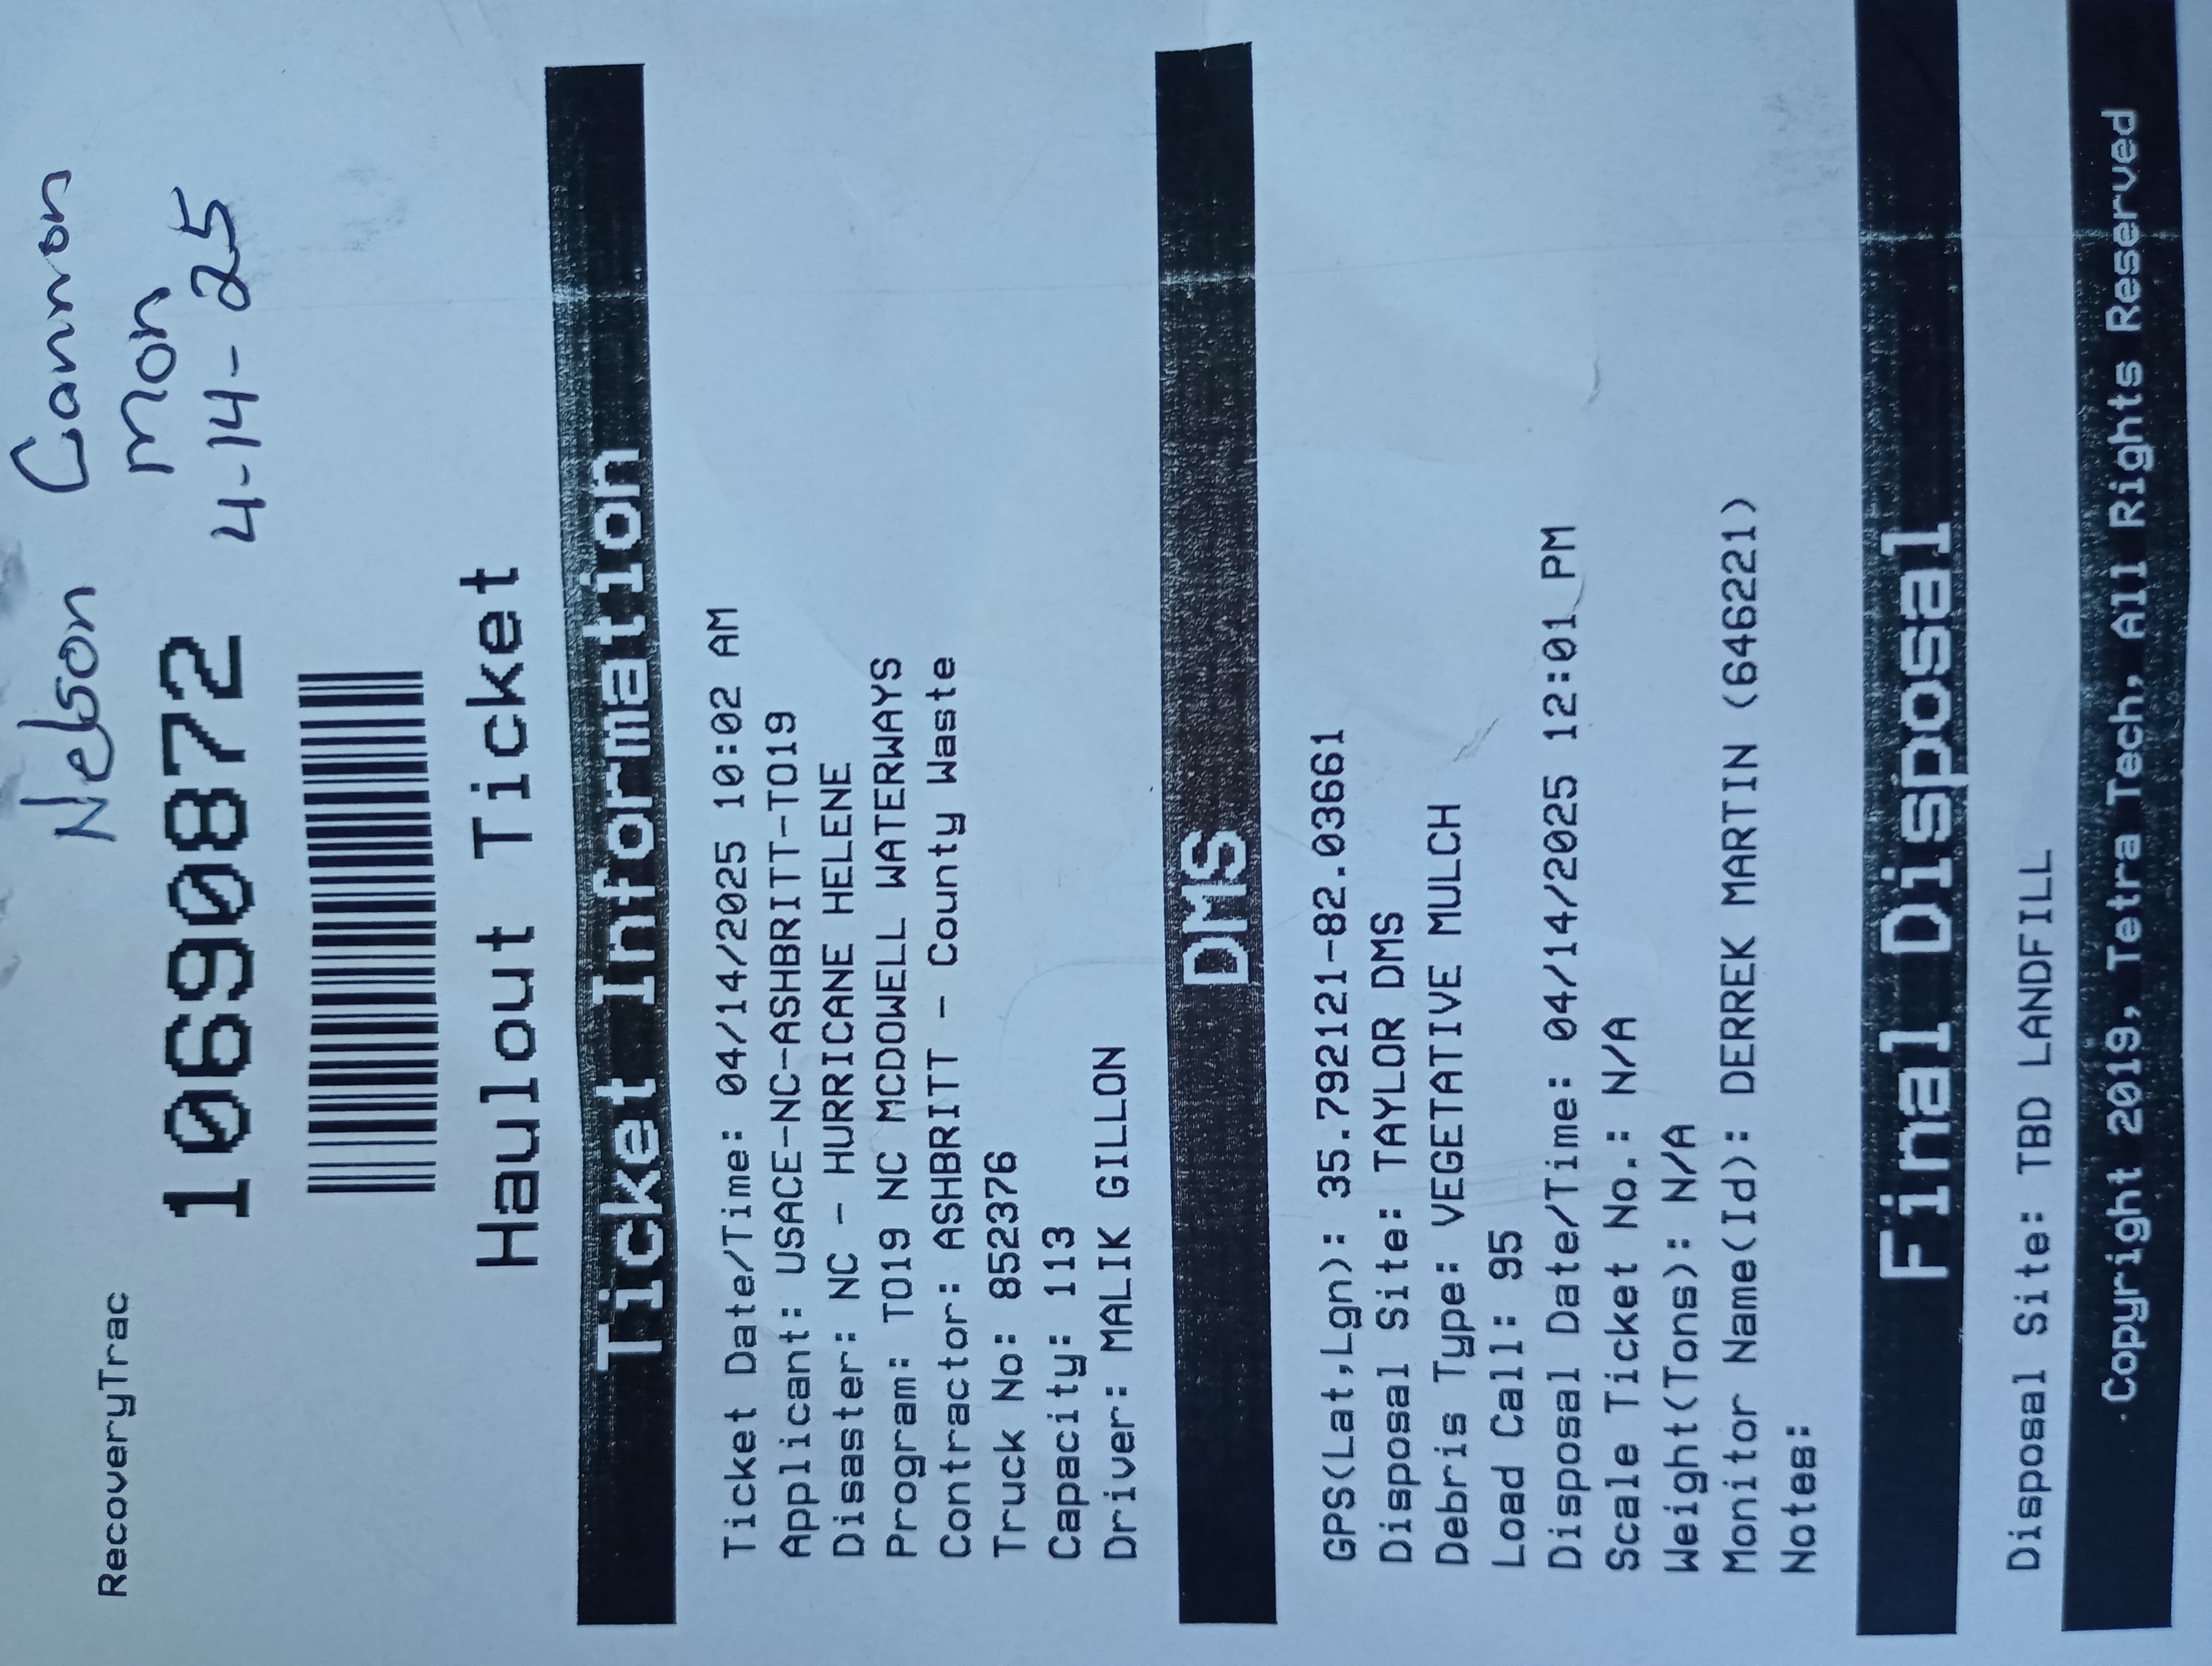 Nelson Cannon
RecoveryTrac
Mon
10690872
4-14-25
Haulout Ticket
Ticket Information
Ticket Date/Time: 04/14/2025 10:02 AM
Applicant: USACE-NC-ASHBRITT-TO19
Disaster: NC - HURRICANE HELENE
Program: TO19 NC MCDOWELL WATERWAYS
Contractor: ASHBRITT - County Waste
Truck No: 852376
Capacity: 113
Driver: MALIK GILLON
DMS
GPS(Lat,Lgn): 35.792121-82.03661
Disposal Site: TAYLOR DMS
Debris Type: VEGETATIVE MULCH
Load Call: 95
Disposal Date/Time: 04/14/2025 12:01 PM
Scale Ticket No.: N/A
Weight(Tons): N/A
Monitor Name(Id): DERREK MARTIN (646221)
Notes:
Final Disposal
Disposal Site: TBD LANDFILL
Copyright 2019, Tetra Tech, All Rights Reserved